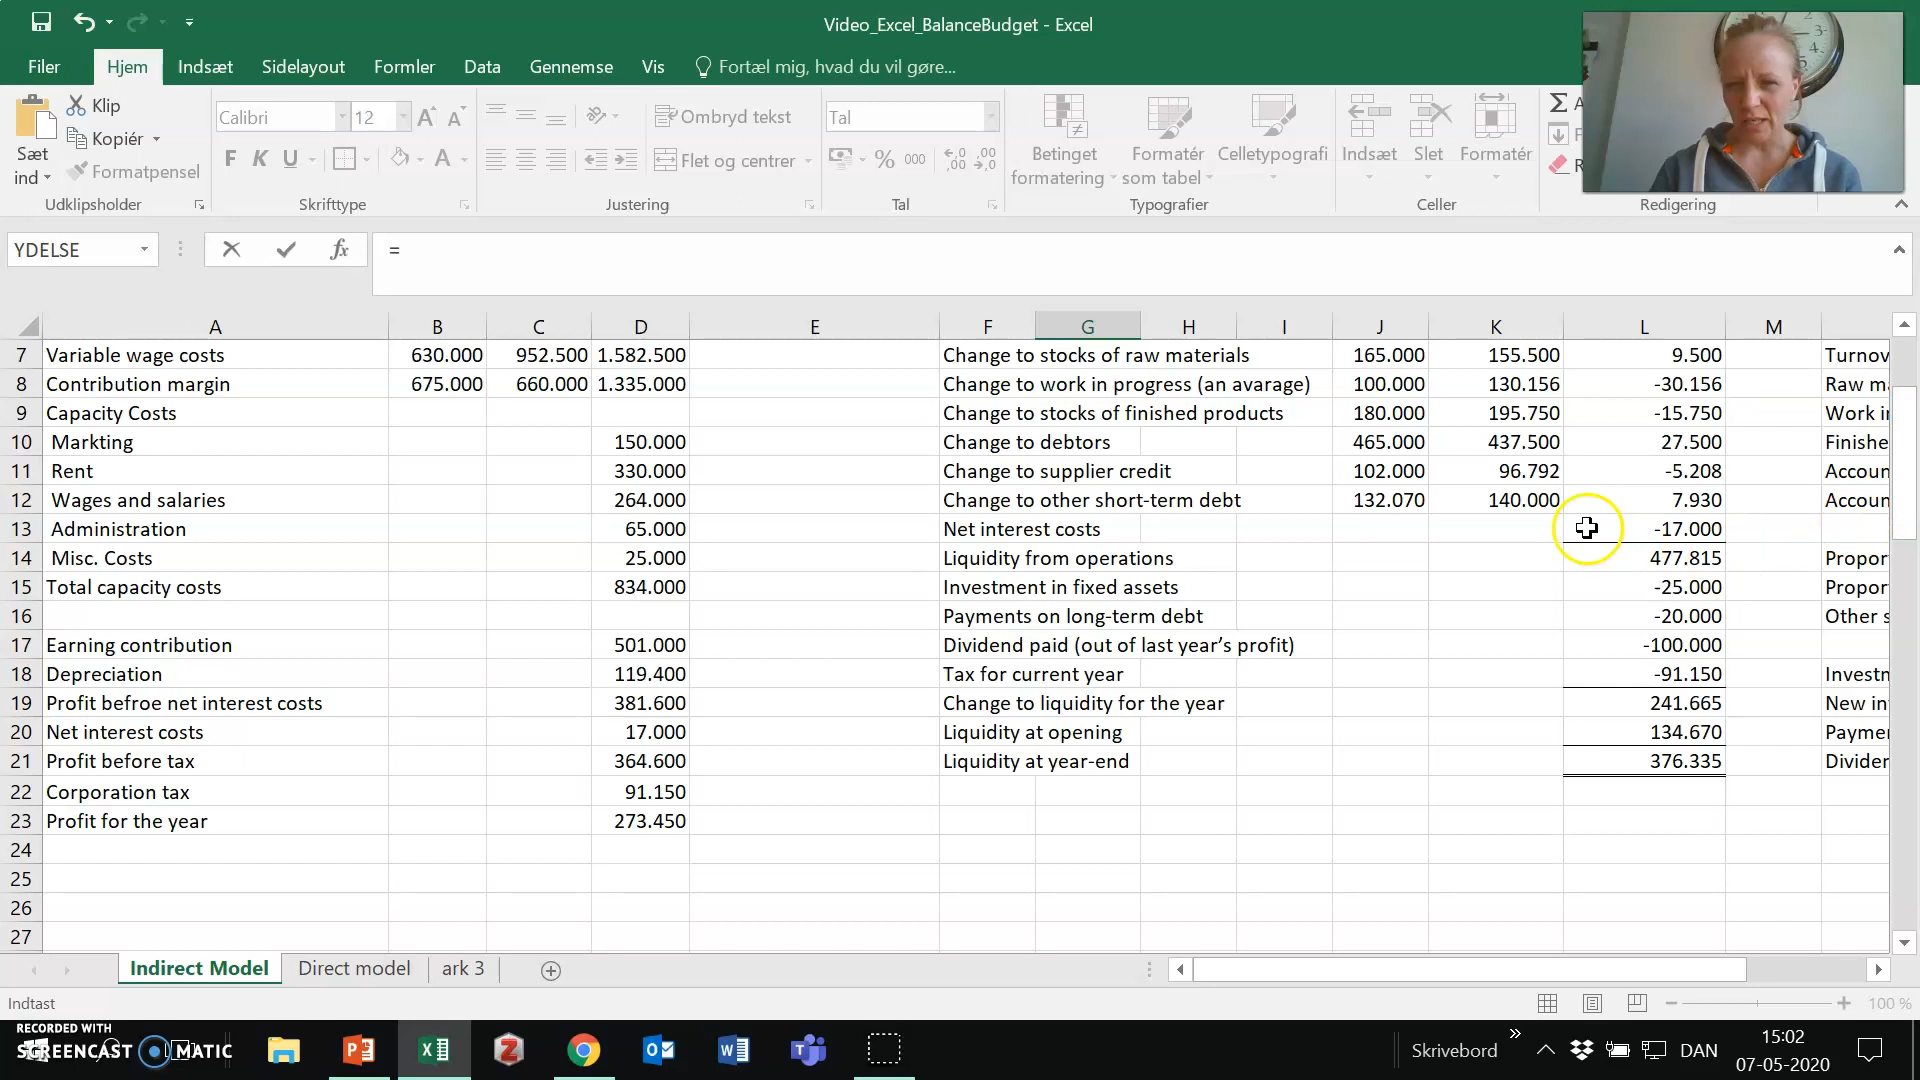 Video_Excel_BalanceBudget - Excel
Filer Hjem Indsæt Sidelayout Formler Data Gennemse Vis Fortæl mig, hvad du vil gøre...
Sæt ind
Klip
Kopiér
Formatpensel
Udklipsholder
Calibri 12
F K U
Skrifttype
Ombryd tekst
Flet og centrer
Justering
Tal
% 000
Tal
Betinget formatering
Formatér som tabel
Celletypografi
Typografier
Indsæt Slet Formatér
Celler
Σ A
F
R
Redigering
YDELSE fx =
A B C D E F G H I J K L M
7 Variable wage costs 630.000 952.500 1.582.500 Change to stocks of raw materials 165.000 155.500 9.500 Turnov
8 Contribution margin 675.000 660.000 1.335.000 Change to work in progress (an avarage) 100.000 130.156 -30.156 Raw ma
9 Capacity Costs Change to stocks of finished products 180.000 195.750 -15.750 Work i
10 Markting 150.000 Change to debtors 465.000 437.500 27.500 Finishe
11 Rent 330.000 Change to supplier credit 102.000 96.792 -5.208 Accoun
12 Wages and salaries 264.000 Change to other short-term debt 132.070 140.000 7.930 Accoun
13 Administration 65.000 Net interest costs -17.000
14 Misc. Costs 25.000 Liquidity from operations 477.815 Propor
15 Total capacity costs 834.000 Investment in fixed assets -25.000 Propor
16 Payments on long-term debt -20.000 Other s
17 Earning contribution 501.000 Dividend paid (out of last year’s profit) -100.000
18 Depreciation 119.400 Tax for current year -91.150 Investn
19 Profit befroe net interest costs 381.600 Change to liquidity for the year 241.665 New in
20 Net interest costs 17.000 Liquidity at opening 134.670 Payme
21 Profit before tax 364.600 Liquidity at year-end 376.335 Divider
22 Corporation tax 91.150
23 Profit for the year 273.450
24
25
26
27
Indirect Model Direct model ark 3
Indtast 100 %
RECORDED WITH
SCREENCAST MATIC
Skrivebord DAN 15:02
07-05-2020